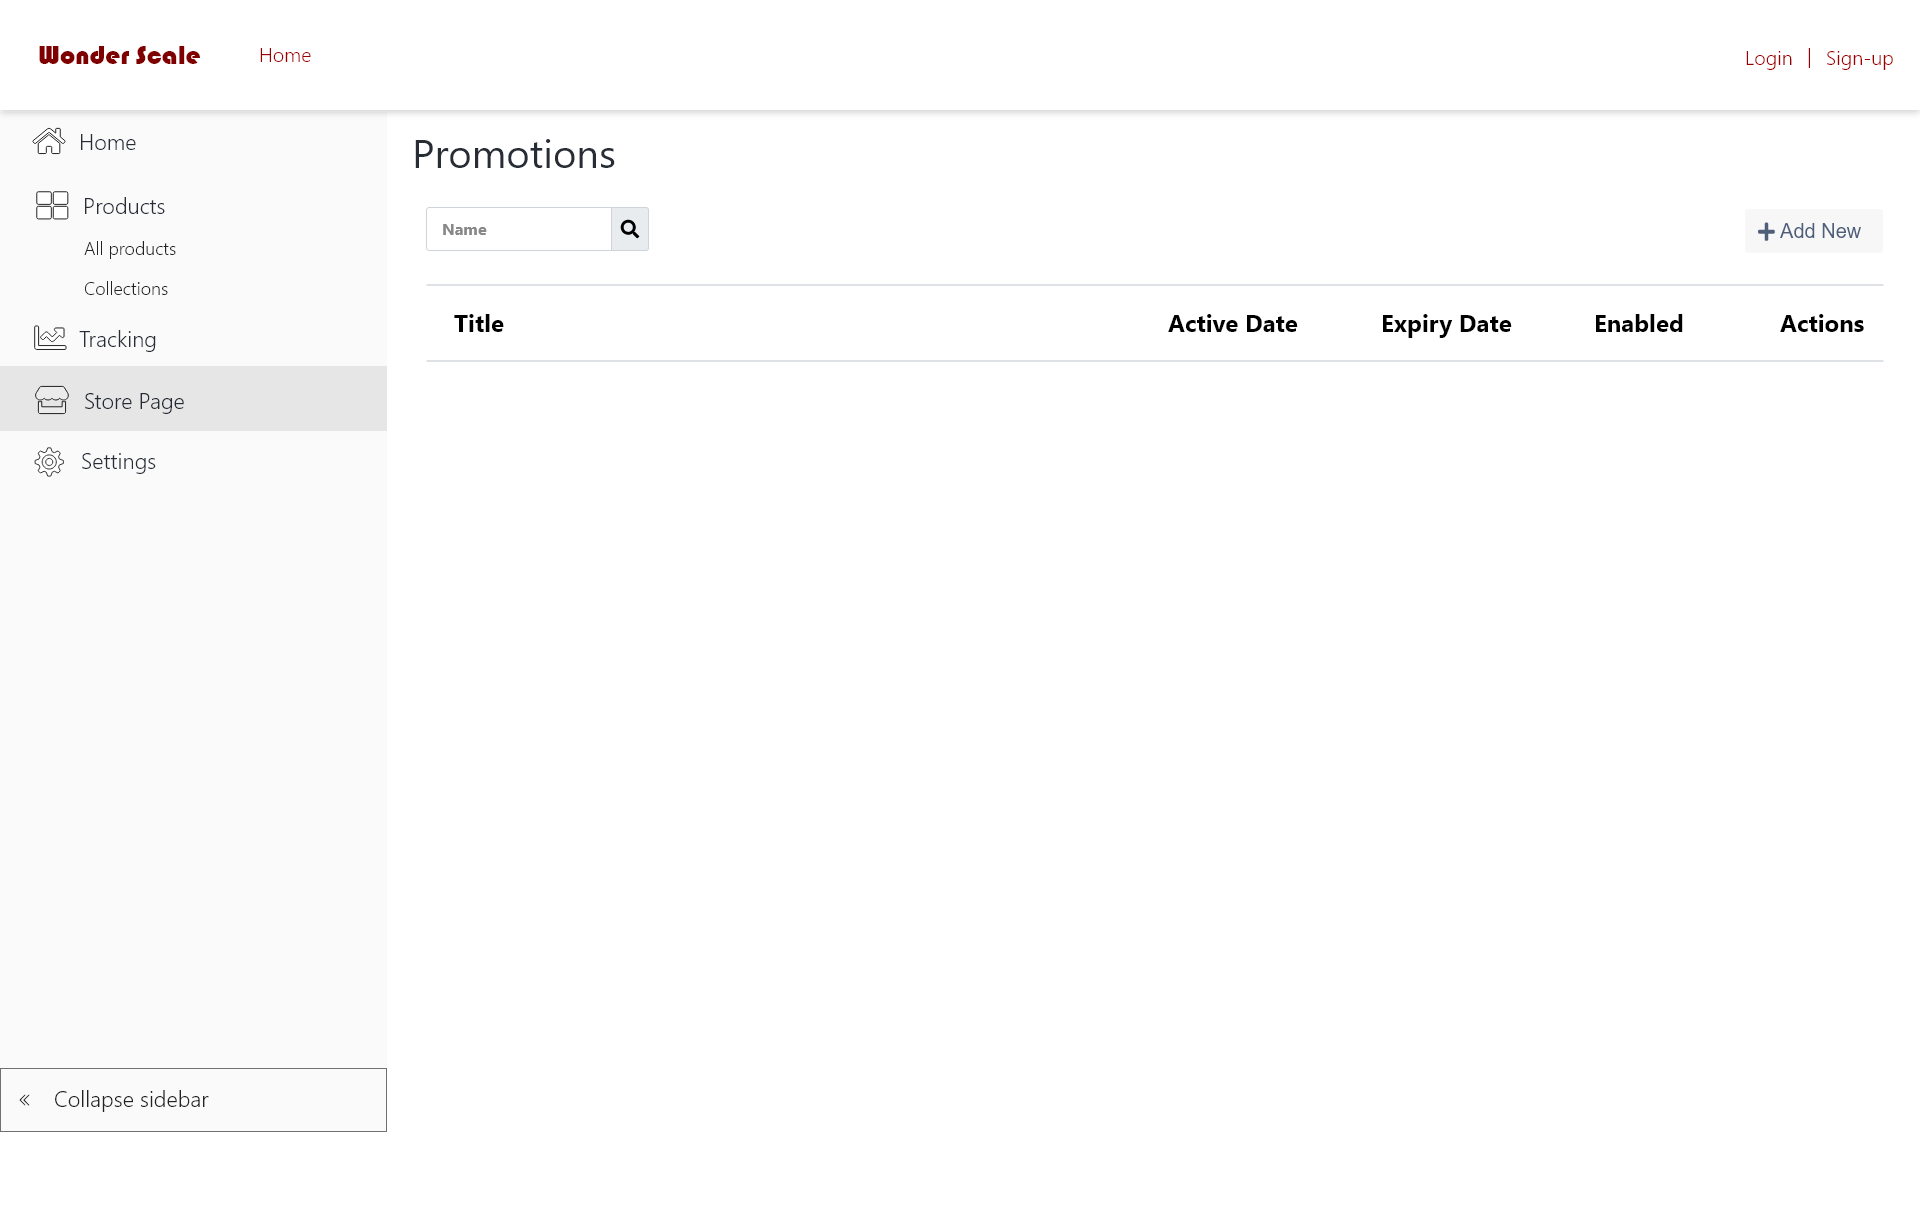 Wonder Scale
Home
Login | Sign-up
Home
Products
All products
Collections
Tracking
Store Page
Settings
« Collapse sidebar
Promotions
Name
Add New
Title Active Date Expiry Date Enabled Actions